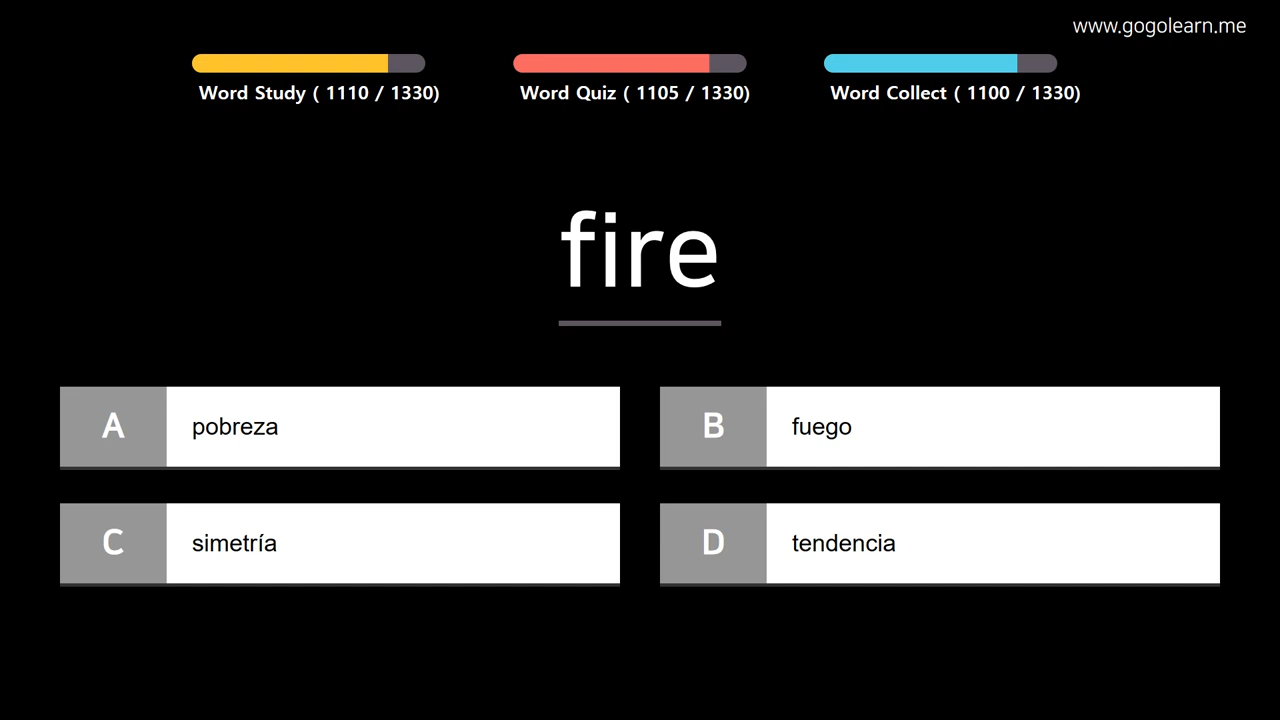 www.gogolearn.me
Word Study ( 1110 / 1330)
Word Quiz ( 1105 / 1330)
Word Collect ( 1100 / 1330)
fire
A pobreza
B fuego
C simetría
D tendencia